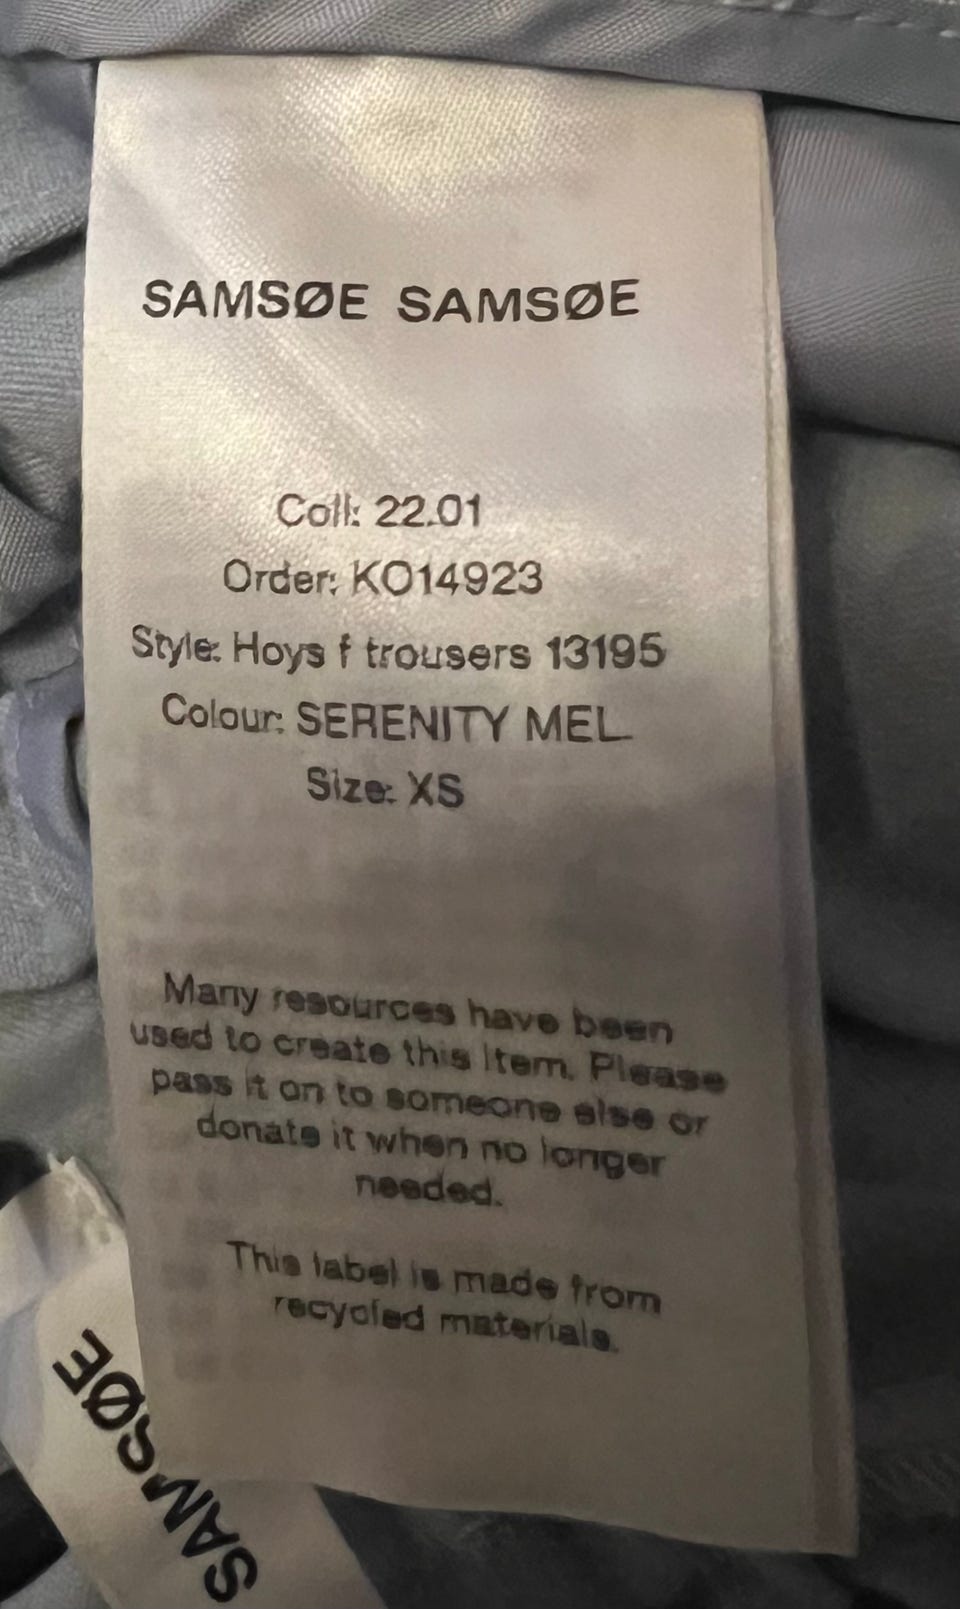 SAMSØE SAMSØE
Coll: 22.01
Order: KO14923
Style: Hoys f trousers 13195
Colour: SERENITY MEL.
Size: XS
Many resources have been
used to create this item. Please
pass it on to someone else or
donate it when no longer
needed.
This label is made from
recycled materials.
SAMSØE